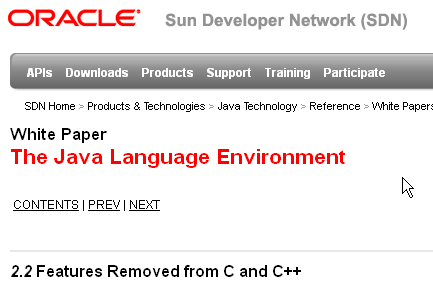 ORACLE Sun Developer Network (SDN)
APIs Downloads Products Support Training Participate
SDN Home > Products & Technologies > Java Technology > Reference > White Papers
White Paper
The Java Language Environment
CONTENTS | PREV | NEXT
2.2 Features Removed from C and C++